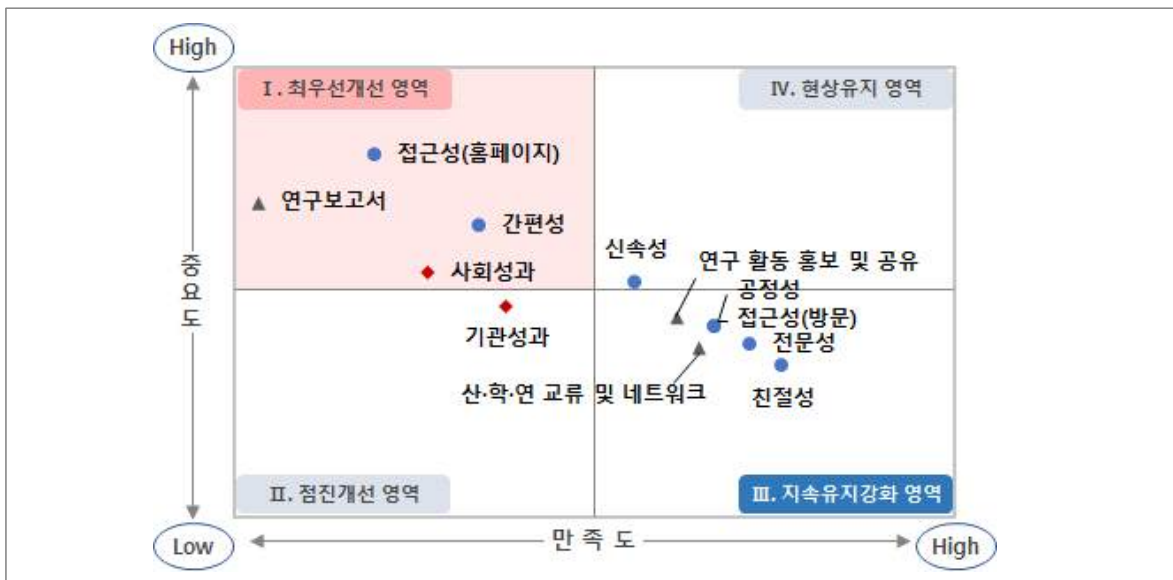 High
Ⅰ. 최우선개선 영역
Ⅳ. 현상유지 영역
접근성(홈페이지)
연구보고서
간편성
신속성
연구 활동 홍보 및 공유
사회성과
공정성
중요도
기관성과
접근성(방문)
전문성
산·학·연 교류 및 네트워크
친절성
Ⅱ. 점진개선 영역
Ⅲ. 지속유지강화 영역
Low
만 족 도
High